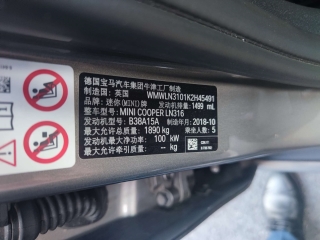 德国宝马汽车集团牛津工厂制造
制造国：英国 WMWLN3101K2H45491
品牌：迷你(MINI)牌 发动机排量：1499 mL
整车型号：MINI COOPER LN316
发动机型号：B38A15A 制造年月：2018-10
最大允许总质量：1890 kg 乘坐人数：5
发动机最大净功率：100 kW
最大允许牵引质量：--- kg